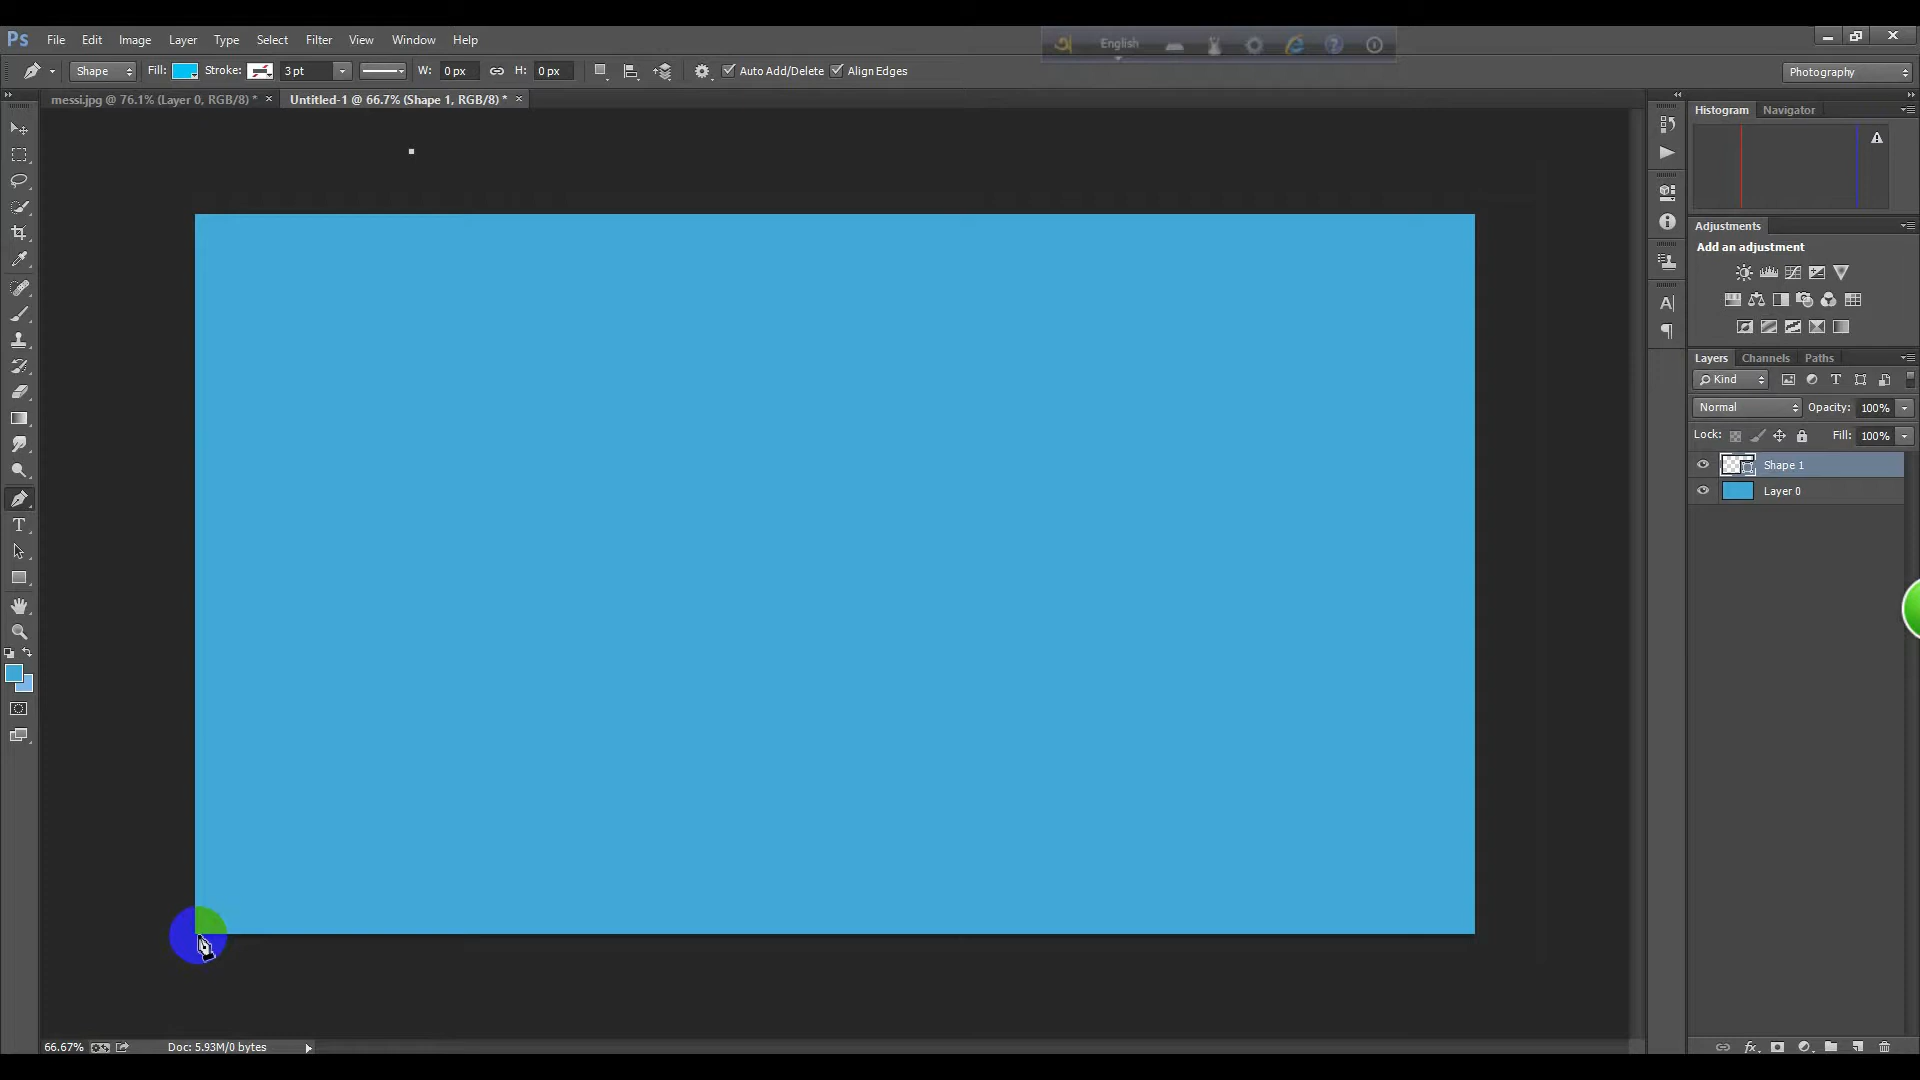 Ps File Edit Image Layer Type Select Filter View Window Help
English
Shape Fill: Stroke: 3 pt W: 0 px H: 0 px Auto Add/Delete Align Edges Photography
messi.jpg @ 76.1% (Layer 0, RGB/8) * × Untitled-1 @ 66.7% (Shape 1, RGB/8) * ×
Histogram Navigator
Adjustments
Add an adjustment
Layers Channels Paths
Kind
Normal Opacity: 100%
Lock: Fill: 100%
Shape 1
Layer 0
66.67% Doc: 5.93M/0 bytes